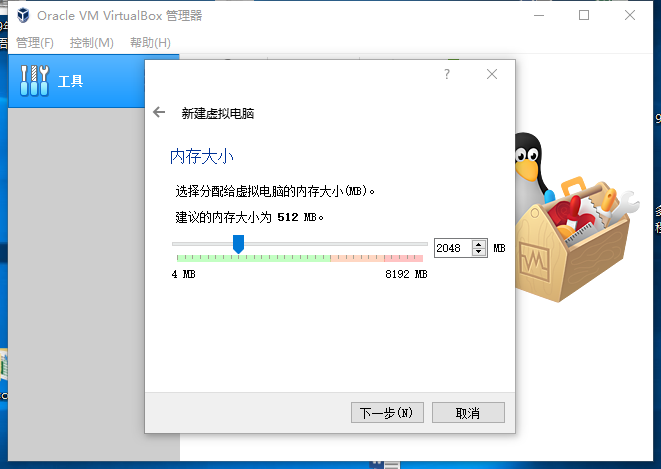 Oracle VM VirtualBox 管理器
管理(F) 控制(M) 帮助(H)
工具
?
新建虚拟电脑
内存大小
选择分配给虚拟电脑的内存大小(MB)。
建议的内存大小为 512 MB。
2048 MB
4 MB 8192 MB
下一步(N) 取消